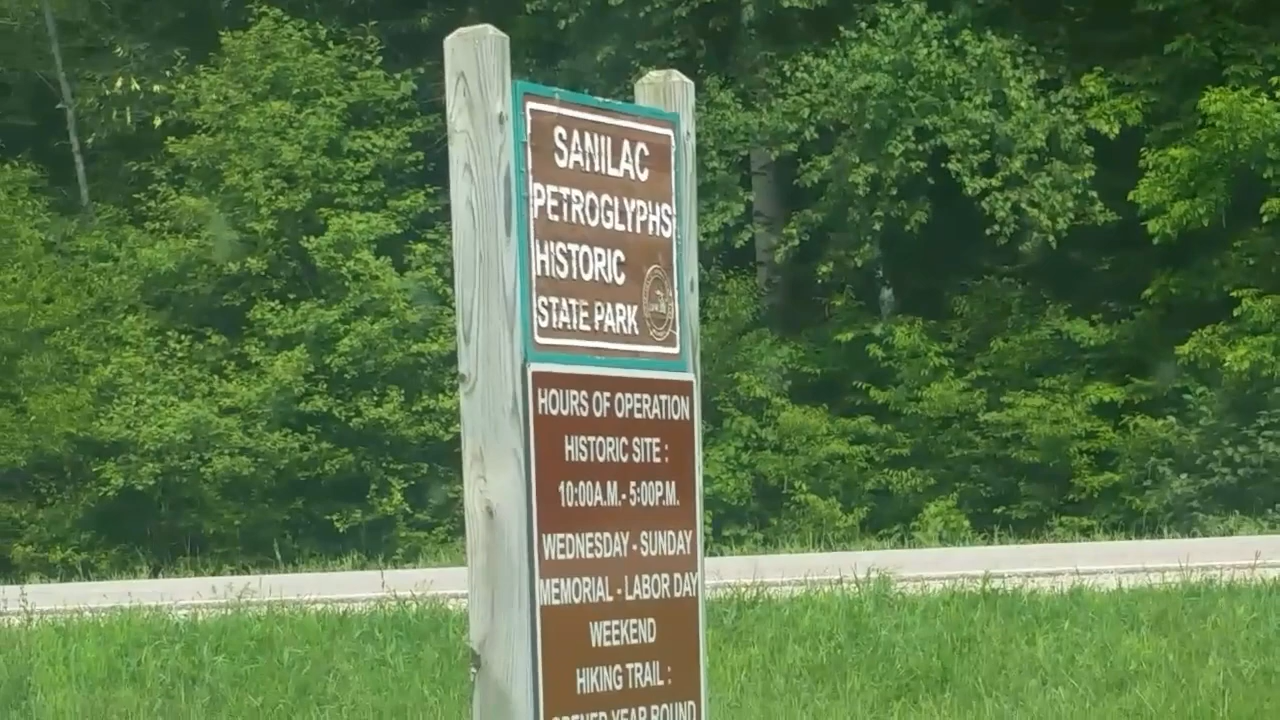 SANILAC
PETROGLYPHS
HISTORIC
STATE PARK
HOURS OF OPERATION
HISTORIC SITE :
10:00A.M.- 5:00P.M.
WEDNESDAY - SUNDAY
MEMORIAL - LABOR DAY
WEEKEND
HIKING TRAIL :
OPENED YEAR ROUND